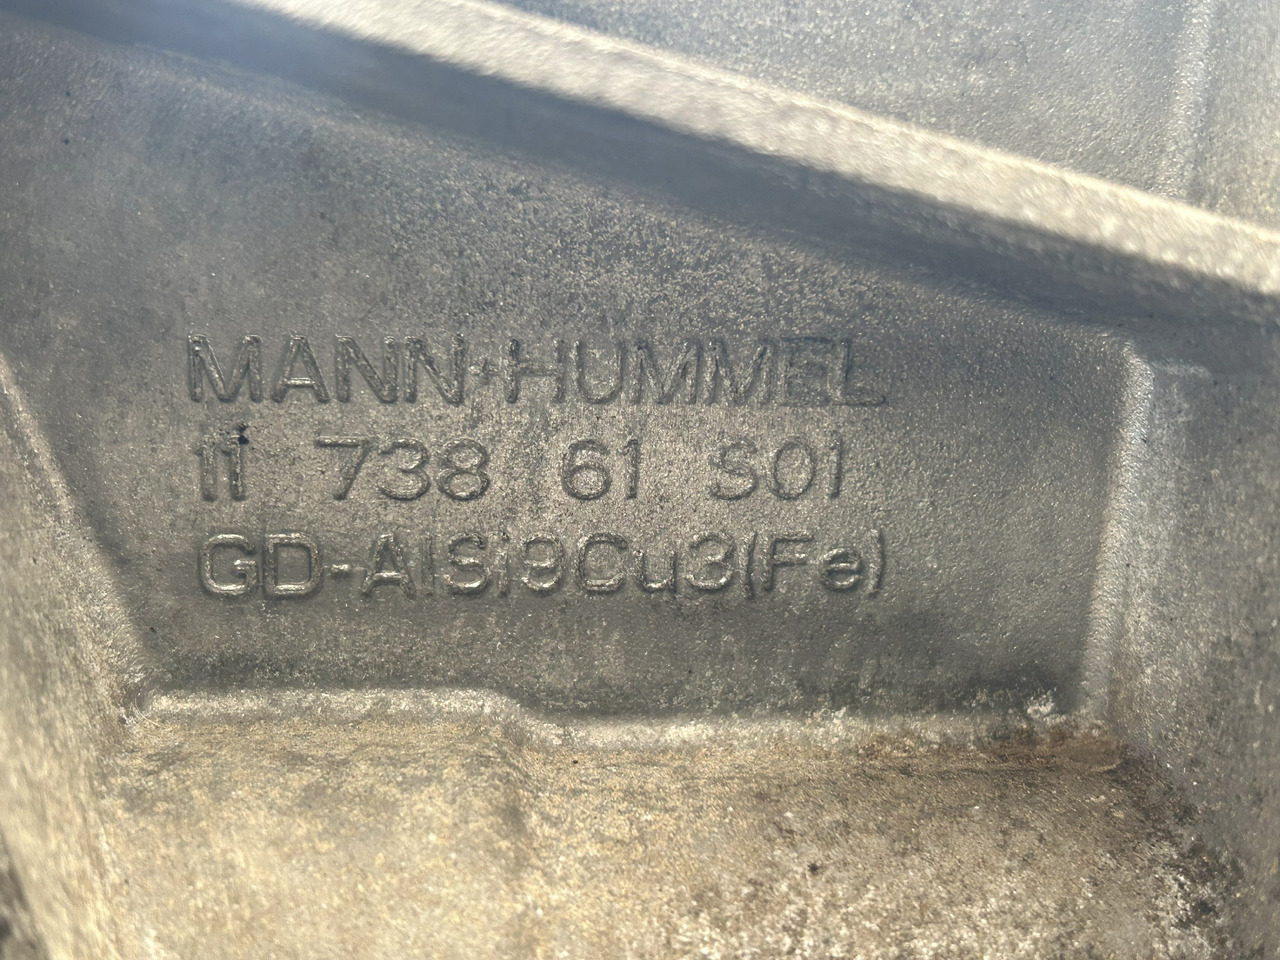 MANN+HUMMEL
11 738 61 S01
GD-AlSi9Cu3(Fe)